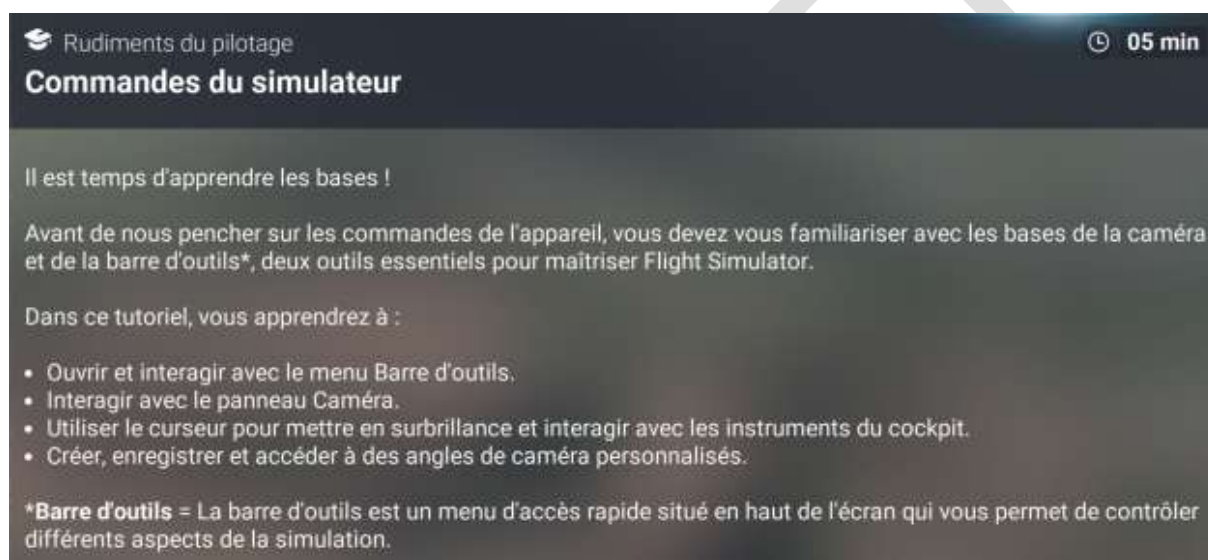 Rudiments du pilotage
05 min
Commandes du simulateur
Il est temps d'apprendre les bases !
Avant de nous pencher sur les commandes de l'appareil, vous devez vous familiariser avec les bases de la caméra
et de la barre d'outils*, deux outils essentiels pour maîtriser Flight Simulator.
Dans ce tutoriel, vous apprendrez à :
• Ouvrir et interagir avec le menu Barre d'outils.
• Interagir avec le panneau Caméra.
• Utiliser le curseur pour mettre en surbrillance et interagir avec les instruments du cockpit.
• Créer, enregistrer et accéder à des angles de caméra personnalisés.
*Barre d'outils = La barre d'outils est un menu d'accès rapide situé en haut de l'écran qui vous permet de contrôler
différents aspects de la simulation.